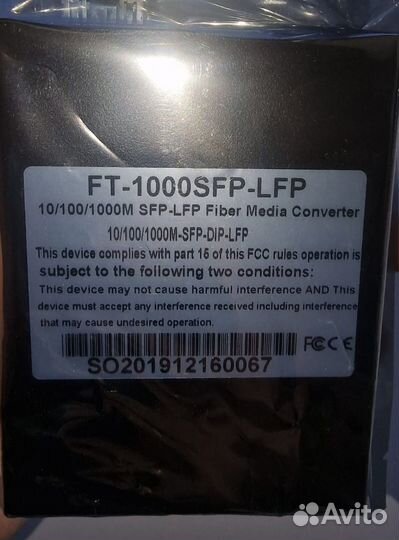 FT-1000SFP-LFP
10/100/1000M SFP-LFP Fiber Media Converter
10/100/1000M-SFP-DIP-LFP
This device complies with part 15 of this FCC rules operation is
subject to the following two conditions:
This device may not cause harmful interference AND This
device must accept any interference received including interference
that may cause undesired operation.
FCC CE
SO201912160067
Avito